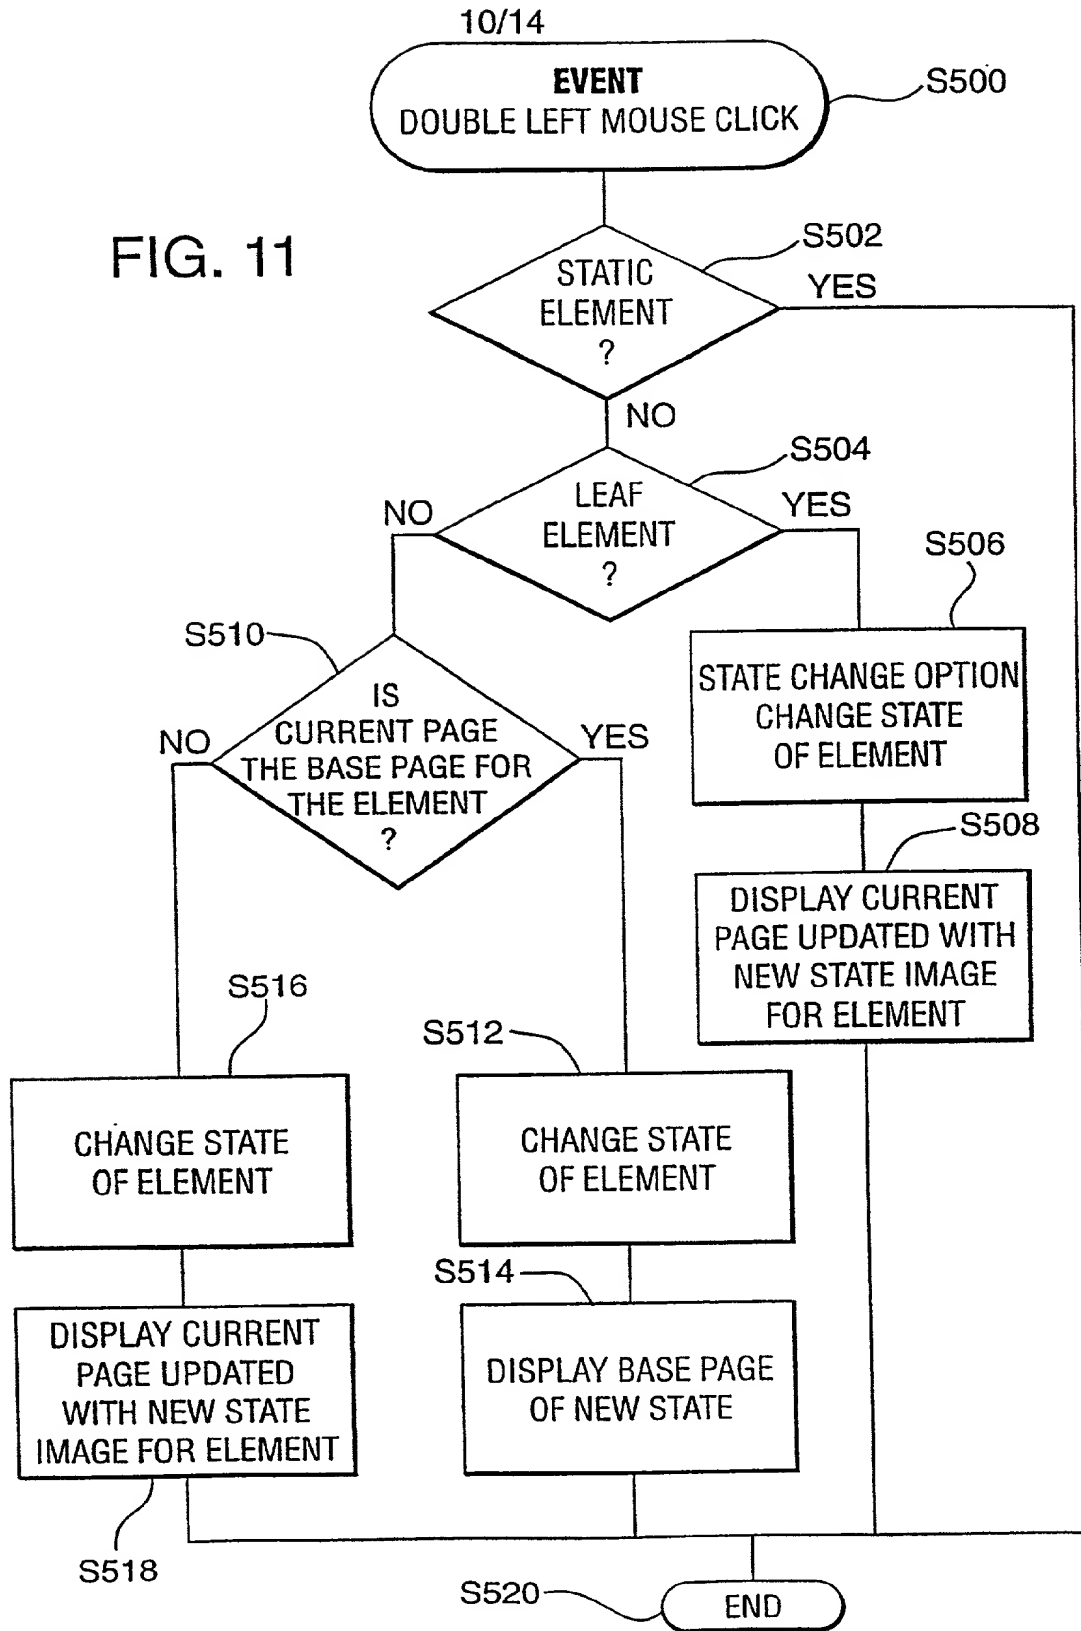 10/14
EVENT
DOUBLE LEFT MOUSE CLICK
S500
FIG. 11
S502
STATIC
ELEMENT
?
YES
NO
S504
LEAF
ELEMENT
?
NO
YES
S506
STATE CHANGE OPTION
CHANGE STATE
OF ELEMENT
S510
IS
CURRENT PAGE
THE BASE PAGE FOR
THE ELEMENT
?
NO
YES
S508
DISPLAY CURRENT
PAGE UPDATED WITH
NEW STATE IMAGE
FOR ELEMENT
S516
CHANGE STATE
OF ELEMENT
S512
CHANGE STATE
OF ELEMENT
S514
DISPLAY BASE PAGE
OF NEW STATE
DISPLAY CURRENT
PAGE UPDATED
WITH NEW STATE
IMAGE FOR ELEMENT
S518
S520
END